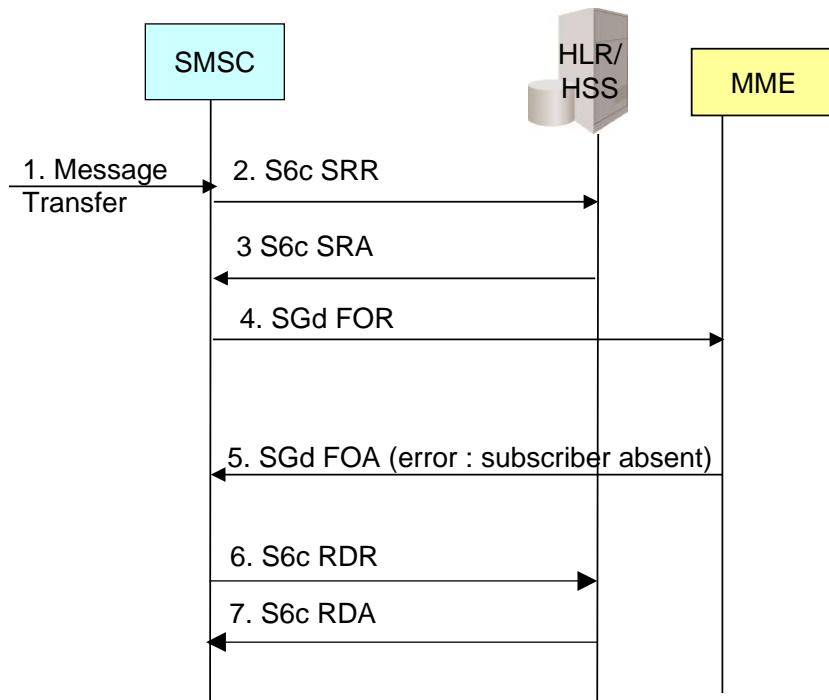 SMSC
HLR/
HSS
MME
1. Message
Transfer
2. S6c SRR
3 S6c SRA
4. SGd FOR
5. SGd FOA (error : subscriber absent)
6. S6c RDR
7. S6c RDA